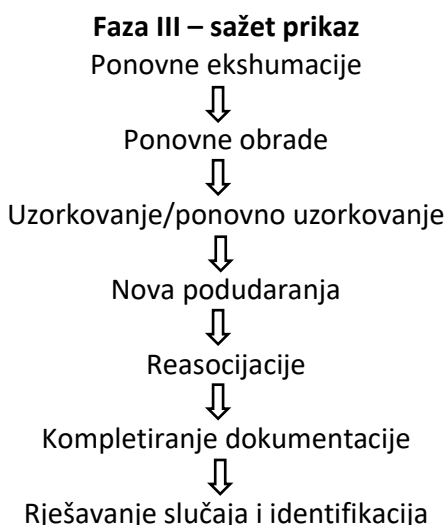 Faza III – sažet prikaz
Ponovne ekshumacije
Ponovne obrade
Uzorkovanje/ponovno uzorkovanje
Nova podudaranja
Reasocijacije
Kompletiranje dokumentacije
Rješavanje slučaja i identifikacija